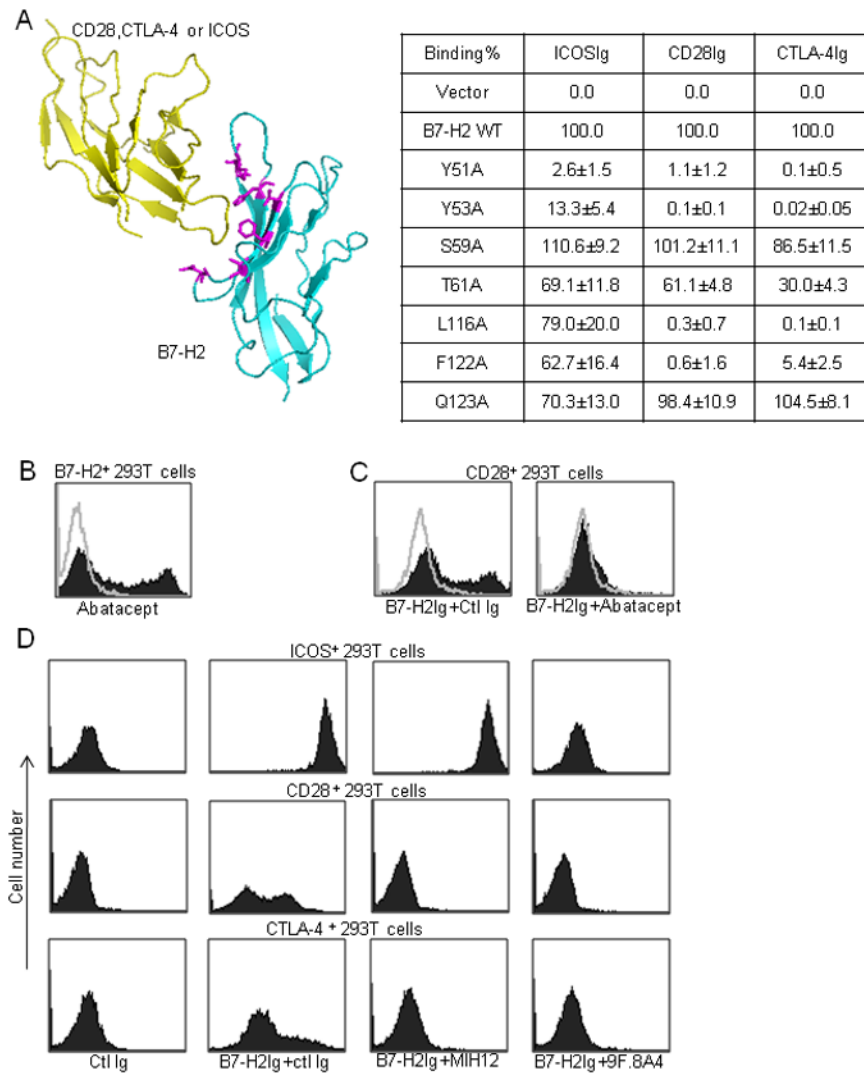 A
CD28,CTLA-4 or ICOS
B7-H2
Binding% ICOSIg CD28Ig CTLA-4Ig
Vector 0.0 0.0 0.0
B7-H2 WT 100.0 100.0 100.0
Y51A 2.6±1.5 1.1±1.2 0.1±0.5
Y53A 13.3±5.4 0.1±0.1 0.02±0.05
S59A 110.6±9.2 101.2±11.1 86.5±11.5
T61A 69.1±11.8 61.1±4.8 30.0±4.3
L116A 79.0±20.0 0.3±0.7 0.1±0.1
F122A 62.7±16.4 0.6±1.6 5.4±2.5
Q123A 70.3±13.0 98.4±10.9 104.5±8.1
B
B7-H2+ 293T cells
Abatacept
C
CD28+ 293T cells
B7-H2Ig+Ctl Ig B7-H2Ig+Abatacept
D
ICOS+ 293T cells
CD28+ 293T cells
CTLA-4 + 293T cells
Cell number
Ctl Ig B7-H2Ig+ctl Ig B7-H2Ig+MIH12 B7-H2Ig+9F.8A4